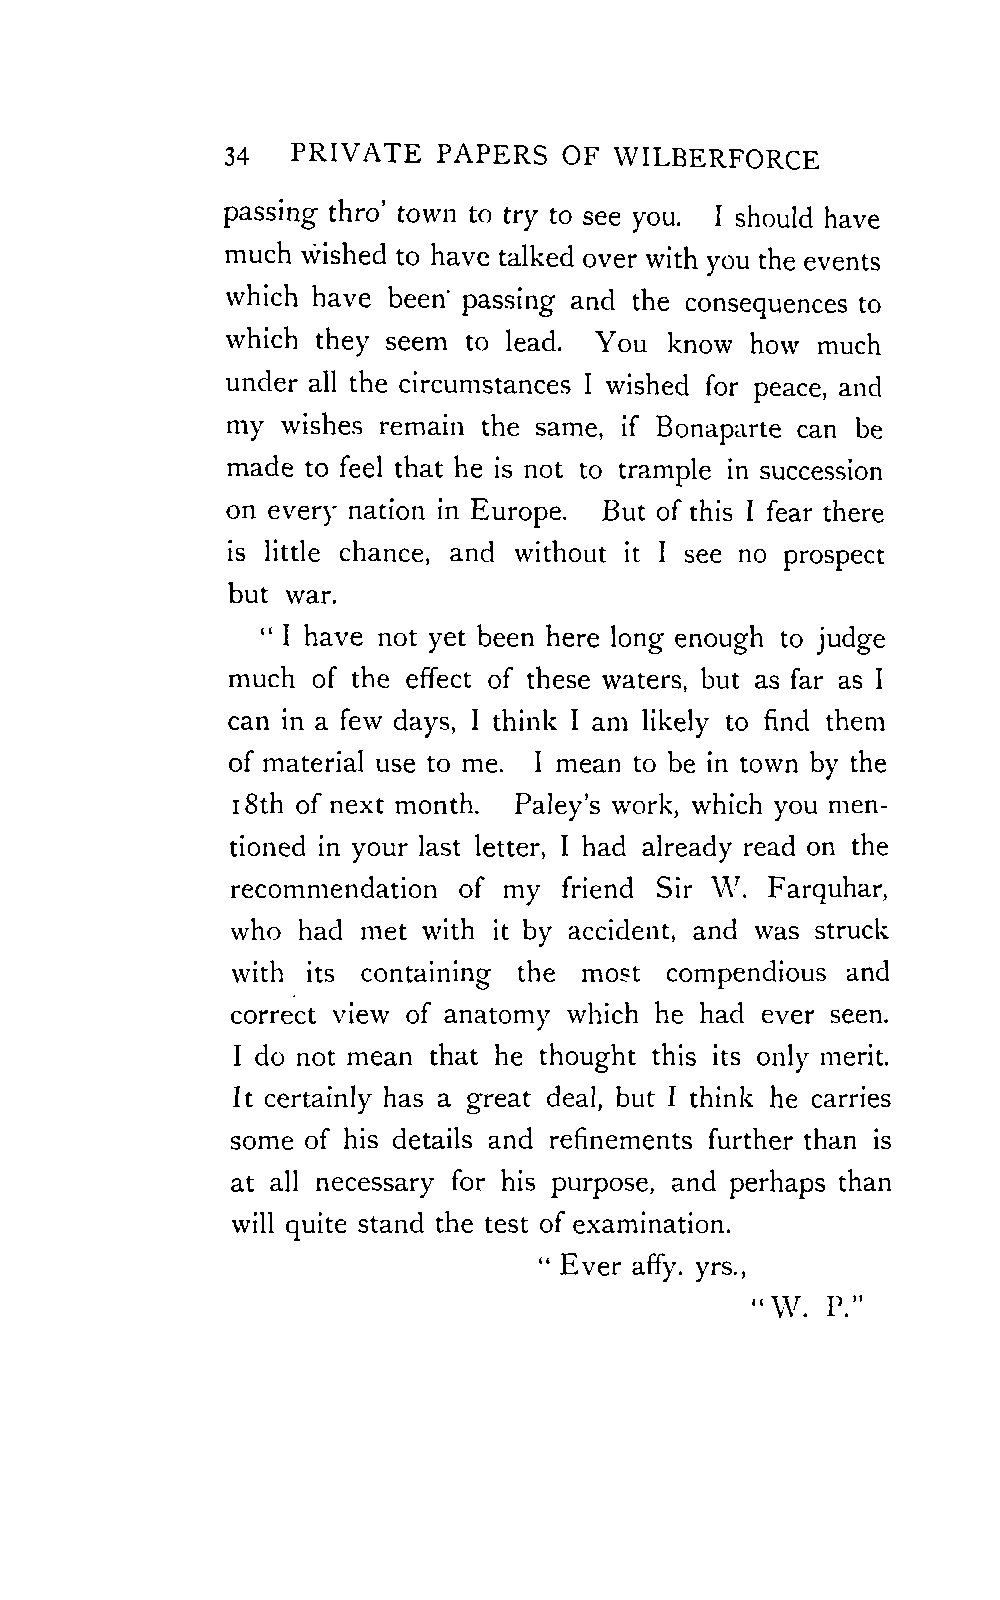 34 PRIVATE PAPERS OF WILBERFORCE
passing thro' town to try to see you. I should have
much wished to have talked over with you the events
which have been passing and the consequences to
which they seem to lead. You know how much
under all the circumstances I wished for peace, and
my wishes remain the same, if Bonaparte can be
made to feel that he is not to trample in succession
on every nation in Europe. But of this I fear there
is little chance, and without it I see no prospect
but war.
"I have not yet been here long enough to judge
much of the effect of these waters, but as far as I
can in a few days, I think I am likely to find them
of material use to me. I mean to be in town by the
18th of next month. Paley's work, which you men-
tioned in your last letter, I had already read on the
recommendation of my friend Sir W. Farquhar,
who had met with it by accident, and was struck
with its containing the most compendious and
correct view of anatomy which he had ever seen.
I do not mean that he thought this its only merit.
It certainly has a great deal, but I think he carries
some of his details and refinements further than is
at all necessary for his purpose, and perhaps than
will quite stand the test of examination.
"Ever affy. yrs.,
"W. P."